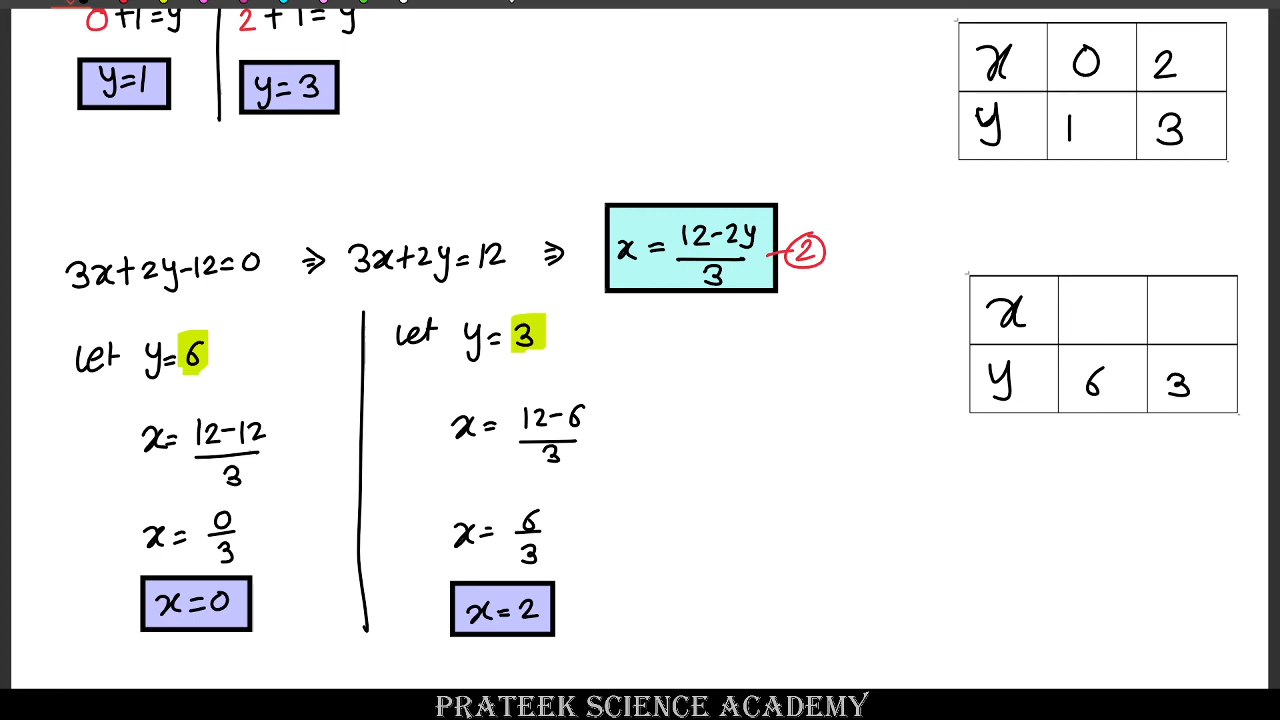 0+1=y
2+1=y
y=1
y=3
x 0 2
y 1 3
3x+2y-12=0 ⇒ 3x+2y=12 ⇒ x = (12-2y)/3 - ②
let y=6
x= (12-12)/3
x= 0/3
x=0
let y=3
x= (12-6)/3
x= 6/3
x=2
x
y 6 3
PRATEEK SCIENCE ACADEMY